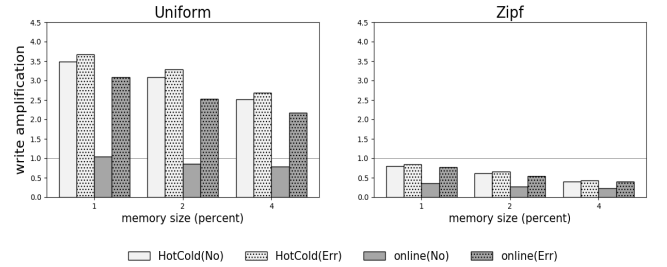 Uniform
Zipf
write amplification
4.5
4.0
3.5
3.0
2.5
2.0
1.5
1.0
0.5
0.0
1 2 4
memory size (percent)
4.5
4.0
3.5
3.0
2.5
2.0
1.5
1.0
0.5
0.0
1 2 4
memory size (percent)
HotCold(No) HotCold(Err) online(No) online(Err)